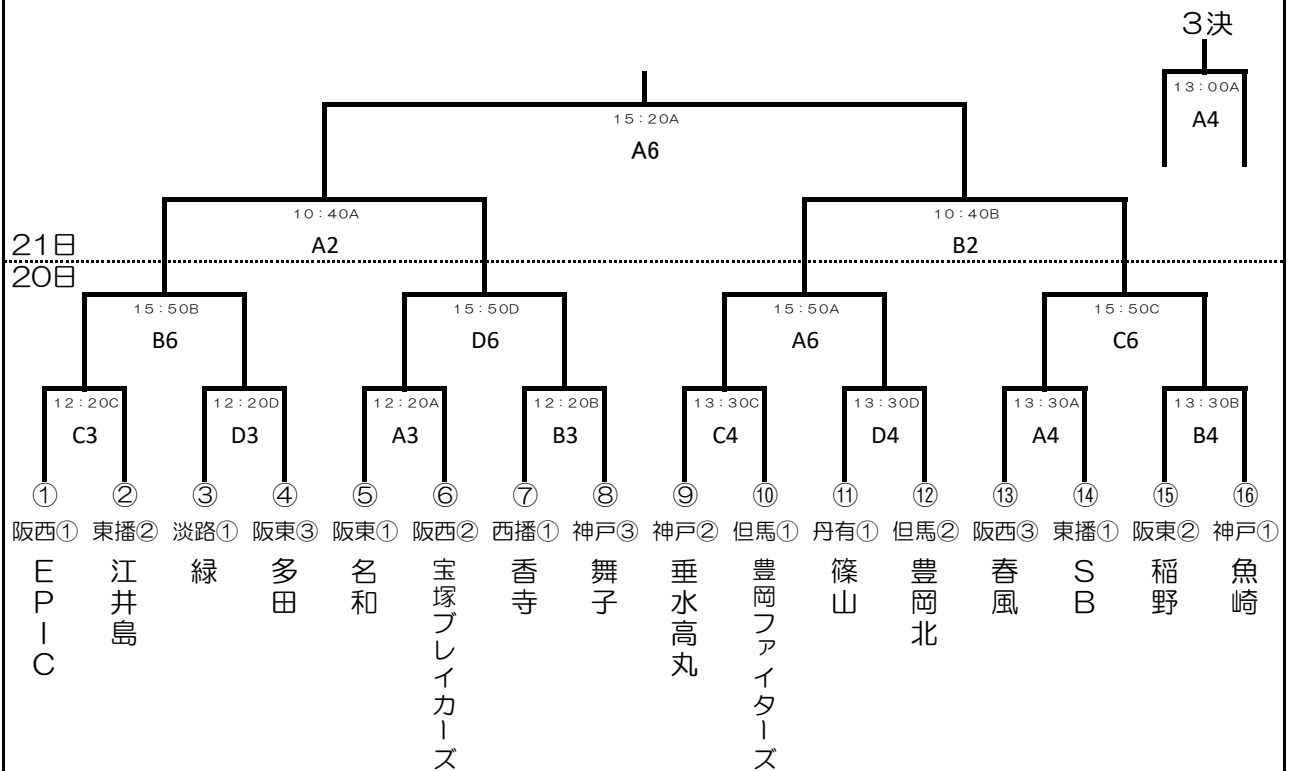 3決
13:00A
A4
15:20A
A6
10:40A
10:40B
A2
B2
21日
20日
15:50B
15:50D
15:50A
15:50C
B6
D6
A6
C6
12:20C
12:20D
12:20A
12:20B
13:30C
13:30D
13:30A
13:30B
C3
D3
A3
B3
C4
D4
A4
B4
① ② ③ ④ ⑤ ⑥ ⑦ ⑧ ⑨ ⑩ ⑪ ⑫ ⑬ ⑭ ⑮ ⑯
阪西① 東播② 淡路① 阪東③ 阪東① 阪西② 西播① 神戸③ 神戸② 但馬① 丹有① 但馬② 阪西③ 東播① 阪東② 神戸①
EPIC
江井島
緑
多田
名和
宝塚ブレイカーズ
香寺
舞子
垂水高丸
豊岡ファイターズ
篠山
豊岡北
春風
SB
稲野
魚崎